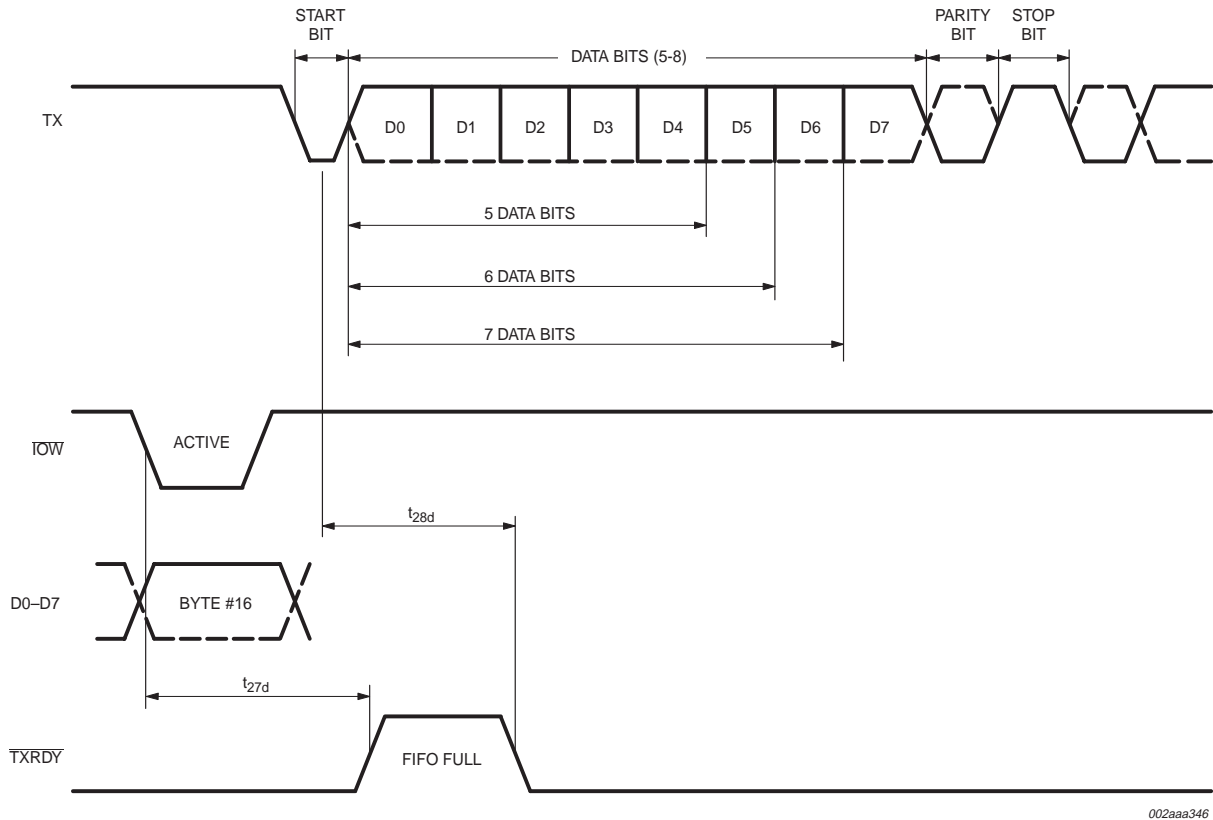 START
BIT
DATA BITS (5-8)
PARITY
BIT
STOP
BIT
TX
D0
D1
D2
D3
D4
D5
D6
D7
5 DATA BITS
6 DATA BITS
7 DATA BITS
IOW
ACTIVE
t28d
D0–D7
BYTE #16
t27d
TXRDY
FIFO FULL
002aaa346